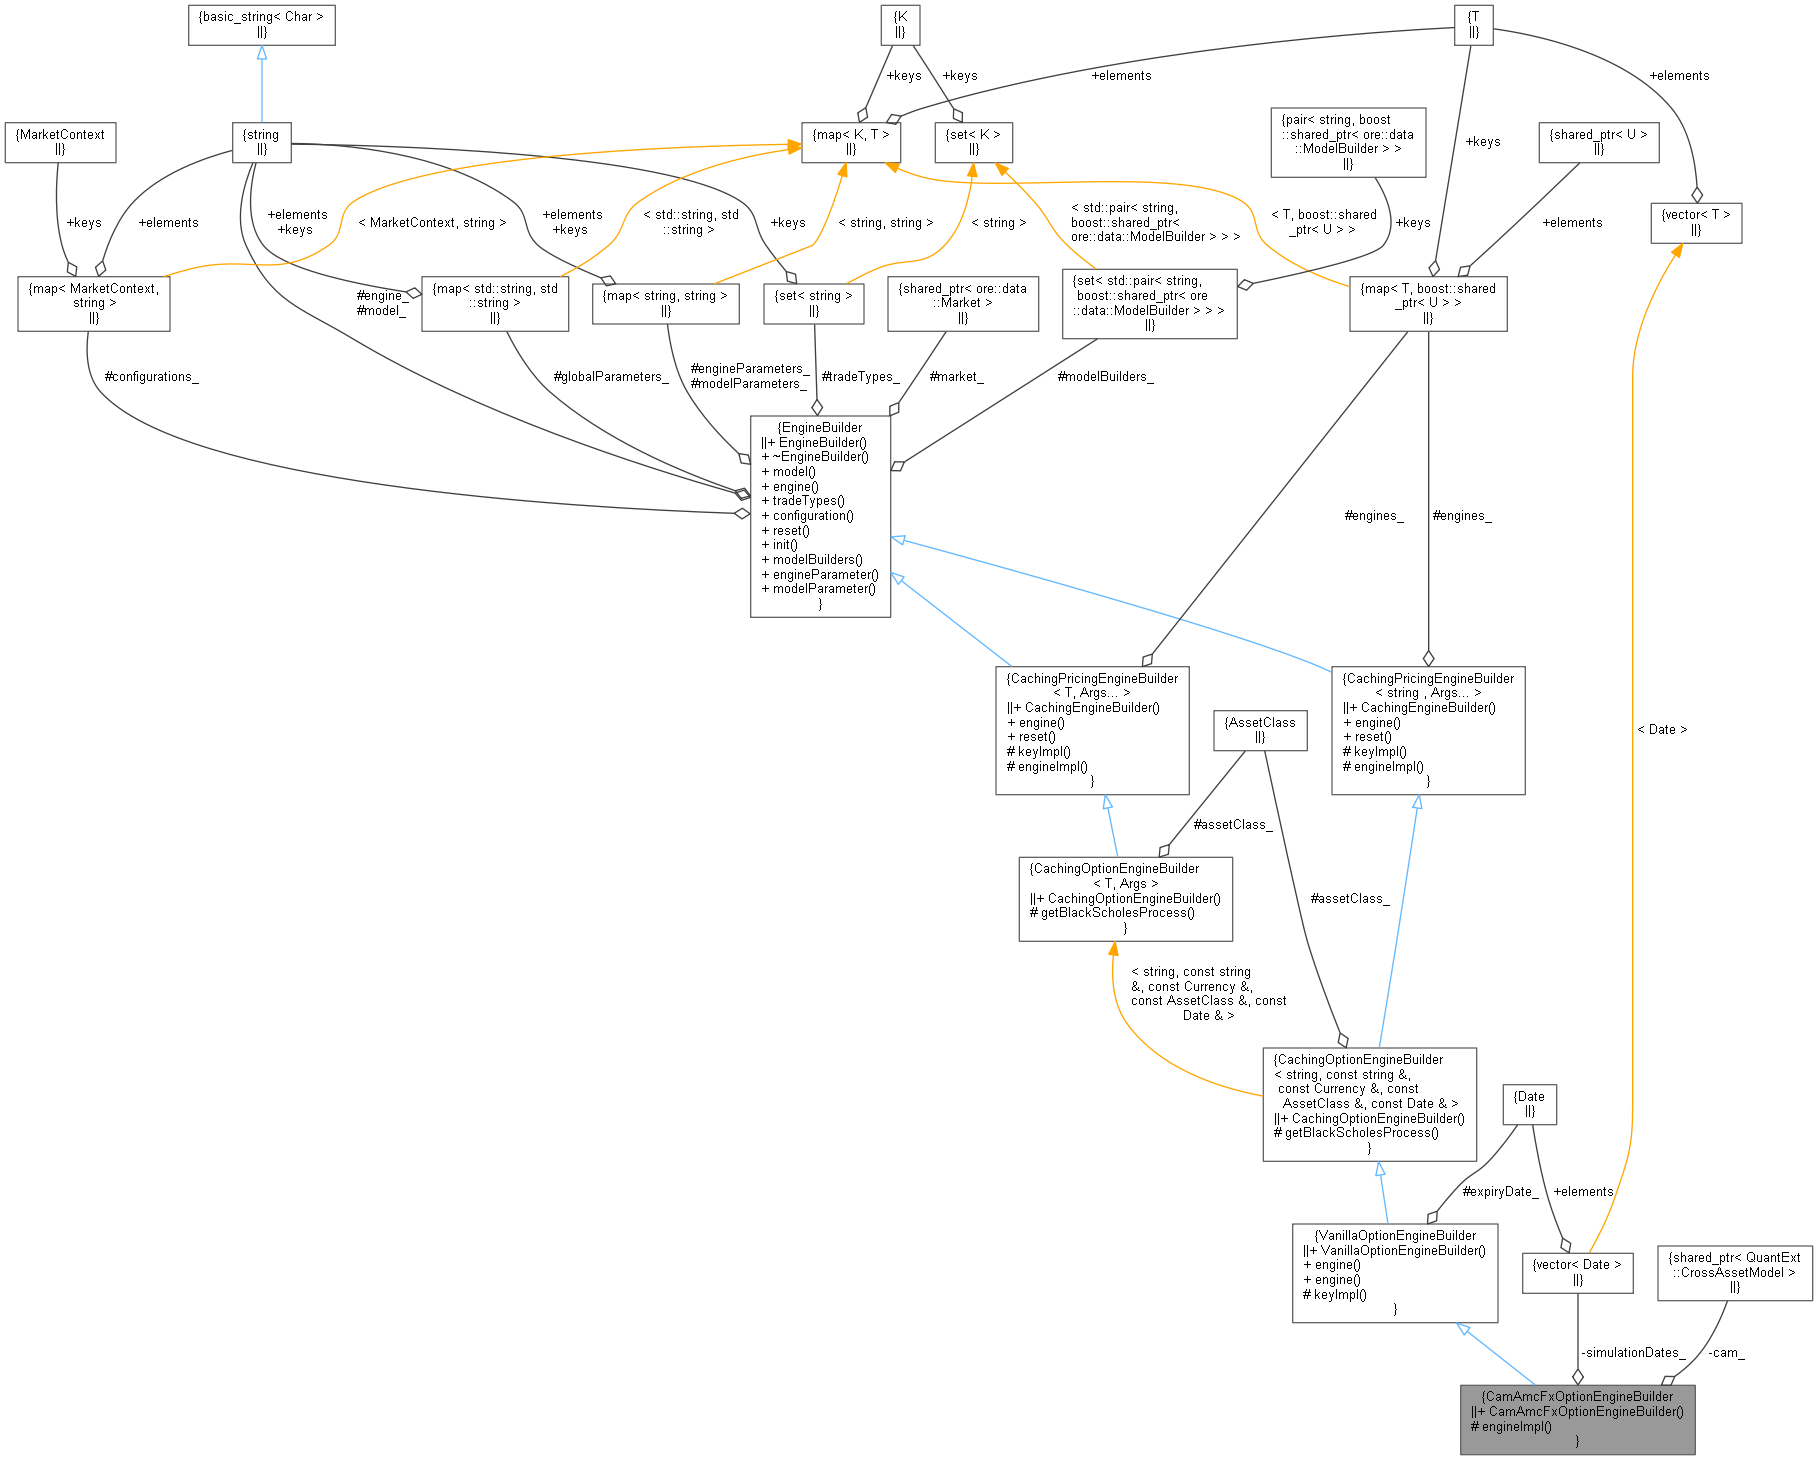 {basic_string< Char >
||}
{K
||}
{T
||}
+keys
+keys
+elements
+elements
{MarketContext
||}
{string
||}
{map< K, T >
||}
{set< K >
||}
{pair< string, boost
::shared_ptr< ore::data
::ModelBuilder > >
||}
+keys
{shared_ptr< U >
||}
{vector< T >
||}
+keys
+elements
+elements
+keys
< MarketContext, string >
+elements
+keys
< std::string, std
::string >
+keys
< string, string >
< string >
< std::pair< string,
boost::shared_ptr<
ore::data::ModelBuilder > > >
< T, boost::shared
_ptr< U > >
+keys
+elements
{map< MarketContext,
string >
||}
#engine_
#model_
{map< std::string, std
::string >
||}
{map< string, string >
||}
{set< string >
||}
{shared_ptr< ore::data
::Market >
||}
{set< std::pair< string,
boost::shared_ptr< ore
::data::ModelBuilder > > >
||}
{map< T, boost::shared
_ptr< U > >
||}
#configurations_
#globalParameters_
#engineParameters_
#modelParameters_
#tradeTypes_
#market_
#modelBuilders_
{EngineBuilder
||+ EngineBuilder()
+ ~EngineBuilder()
+ model()
+ engine()
+ tradeTypes()
+ configuration()
+ reset()
+ init()
+ modelBuilders()
+ engineParameter()
+ modelParameter()
}
#engines_
#engines_
{CachingPricingEngineBuilder
< T, Args... >
||+ CachingEngineBuilder()
+ engine()
+ reset()
# keyImpl()
# engineImpl()
}
{CachingPricingEngineBuilder
< string , Args... >
||+ CachingEngineBuilder()
+ engine()
+ reset()
# keyImpl()
# engineImpl()
}
{AssetClass
||}
< Date >
#assetClass_
{CachingOptionEngineBuilder
< T, Args >
||+ CachingOptionEngineBuilder()
# getBlackScholesProcess()
}
#assetClass_
< string, const string
&, const Currency &,
const AssetClass &, const
Date & >
{CachingOptionEngineBuilder
< string, const string &,
const Currency &, const
AssetClass &, const Date & >
||+ CachingOptionEngineBuilder()
# getBlackScholesProcess()
}
{Date
||}
#expiryDate_
+elements
{VanillaOptionEngineBuilder
||+ VanillaOptionEngineBuilder()
+ engine()
+ engine()
# keyImpl()
}
{vector< Date >
||}
{shared_ptr< QuantExt
::CrossAssetModel >
||}
-simulationDates_
-cam_
{CamAmcFxOptionEngineBuilder
||+ CamAmcFxOptionEngineBuilder()
# engineImpl()
}